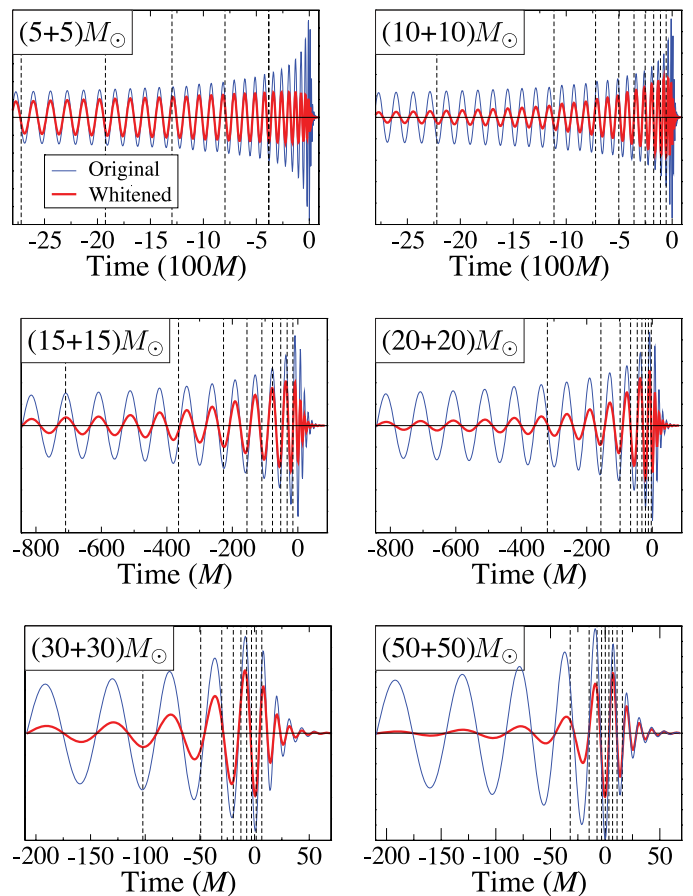 (5+5)M⊙
Original
Whitened
-25 -20 -15 -10 -5 0
Time (100M)
(10+10)M⊙
-25 -20 -15 -10 -5 0
Time (100M)
(15+15)M⊙
-800 -600 -400 -200 0
Time (M)
(20+20)M⊙
-800 -600 -400 -200 0
Time (M)
(30+30)M⊙
-200 -150 -100 -50 0 50
Time (M)
(50+50)M⊙
-200 -150 -100 -50 0 50
Time (M)